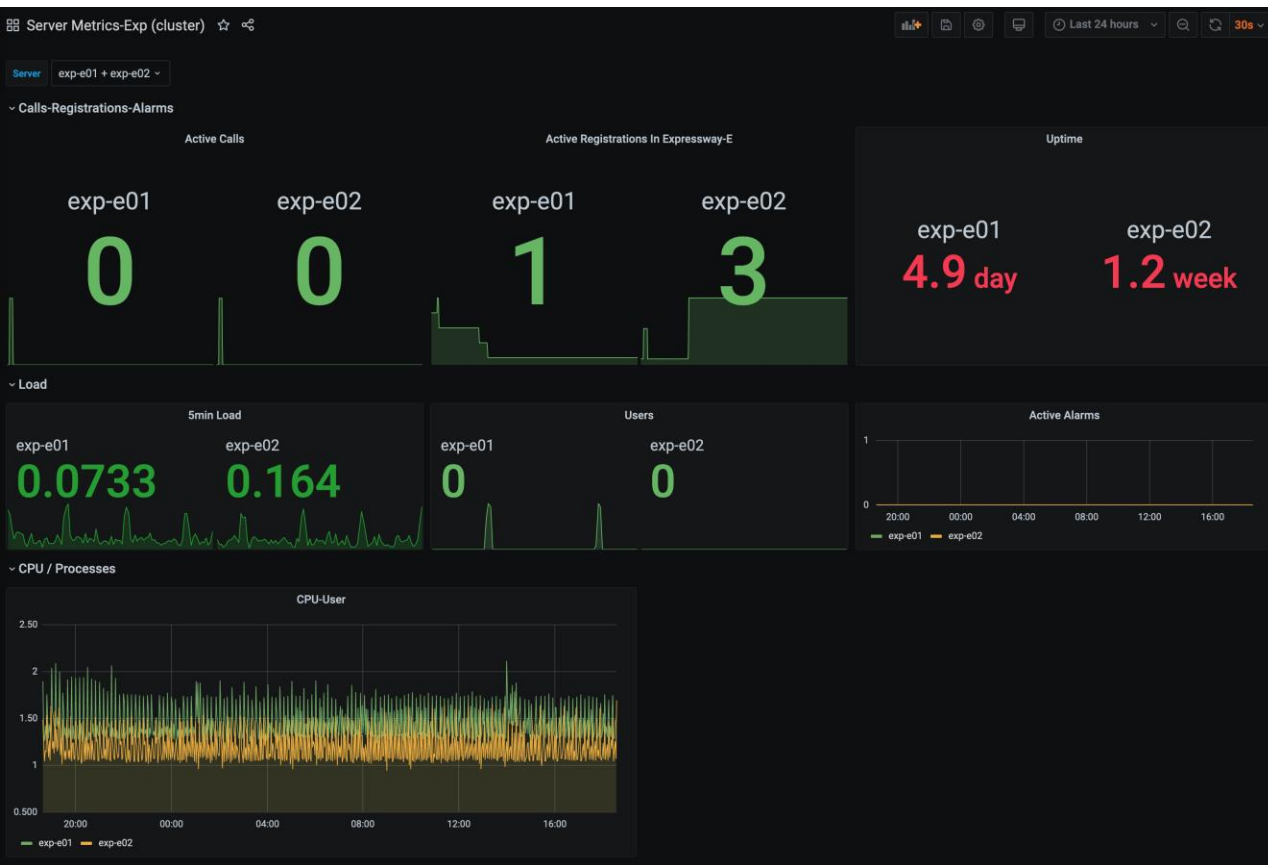 Server Metrics-Exp (cluster)
Last 24 hours
30s
Server
exp-e01 + exp-e02
Calls-Registrations-Alarms
Active Calls
exp-e01
exp-e02
0
0
Active Registrations In Expressway-E
exp-e01
exp-e02
1
3
Uptime
exp-e01
exp-e02
4.9 day
1.2 week
Load
5min Load
exp-e01
exp-e02
0.0733
0.164
Users
exp-e01
exp-e02
0
0
Active Alarms
1
0
20:00 00:00 04:00 08:00 12:00 16:00
exp-e01 exp-e02
CPU / Processes
CPU-User
2.50
2
1.50
1
0.500
20:00 00:00 04:00 08:00 12:00 16:00
exp-e01 exp-e02